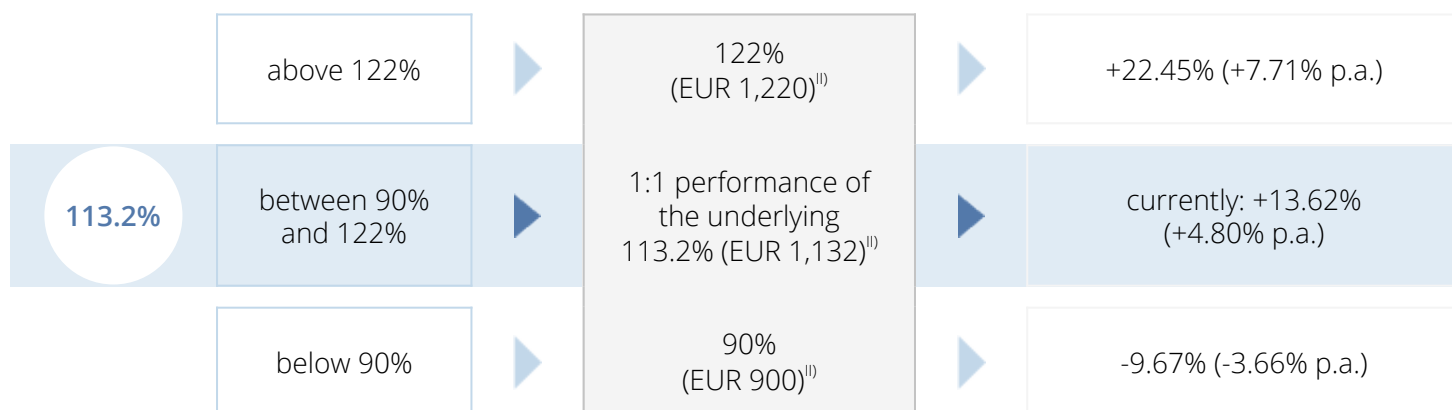 above 122%
122%
(EUR 1,220)II)
+22.45% (+7.71% p.a.)
113.2%
between 90%
and 122%
1:1 performance of
the underlying
113.2% (EUR 1,132)II)
currently: +13.62%
(+4.80% p.a.)
below 90%
90%
(EUR 900)II)
-9.67% (-3.66% p.a.)